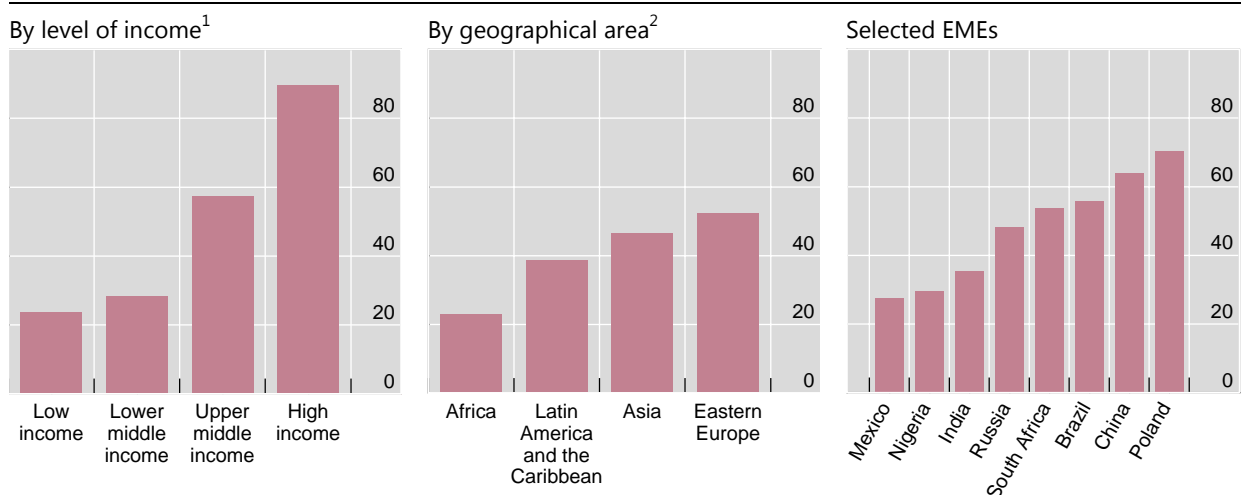 By level of income1
80
60
40
20
0
Low income
Lower middle income
Upper middle income
High income
By geographical area2
80
60
40
20
0
Africa
Latin America and the Caribbean
Asia
Eastern Europe
Selected EMEs
80
60
40
20
0
Mexico
Nigeria
India
Russia
South Africa
Brazil
China
Poland